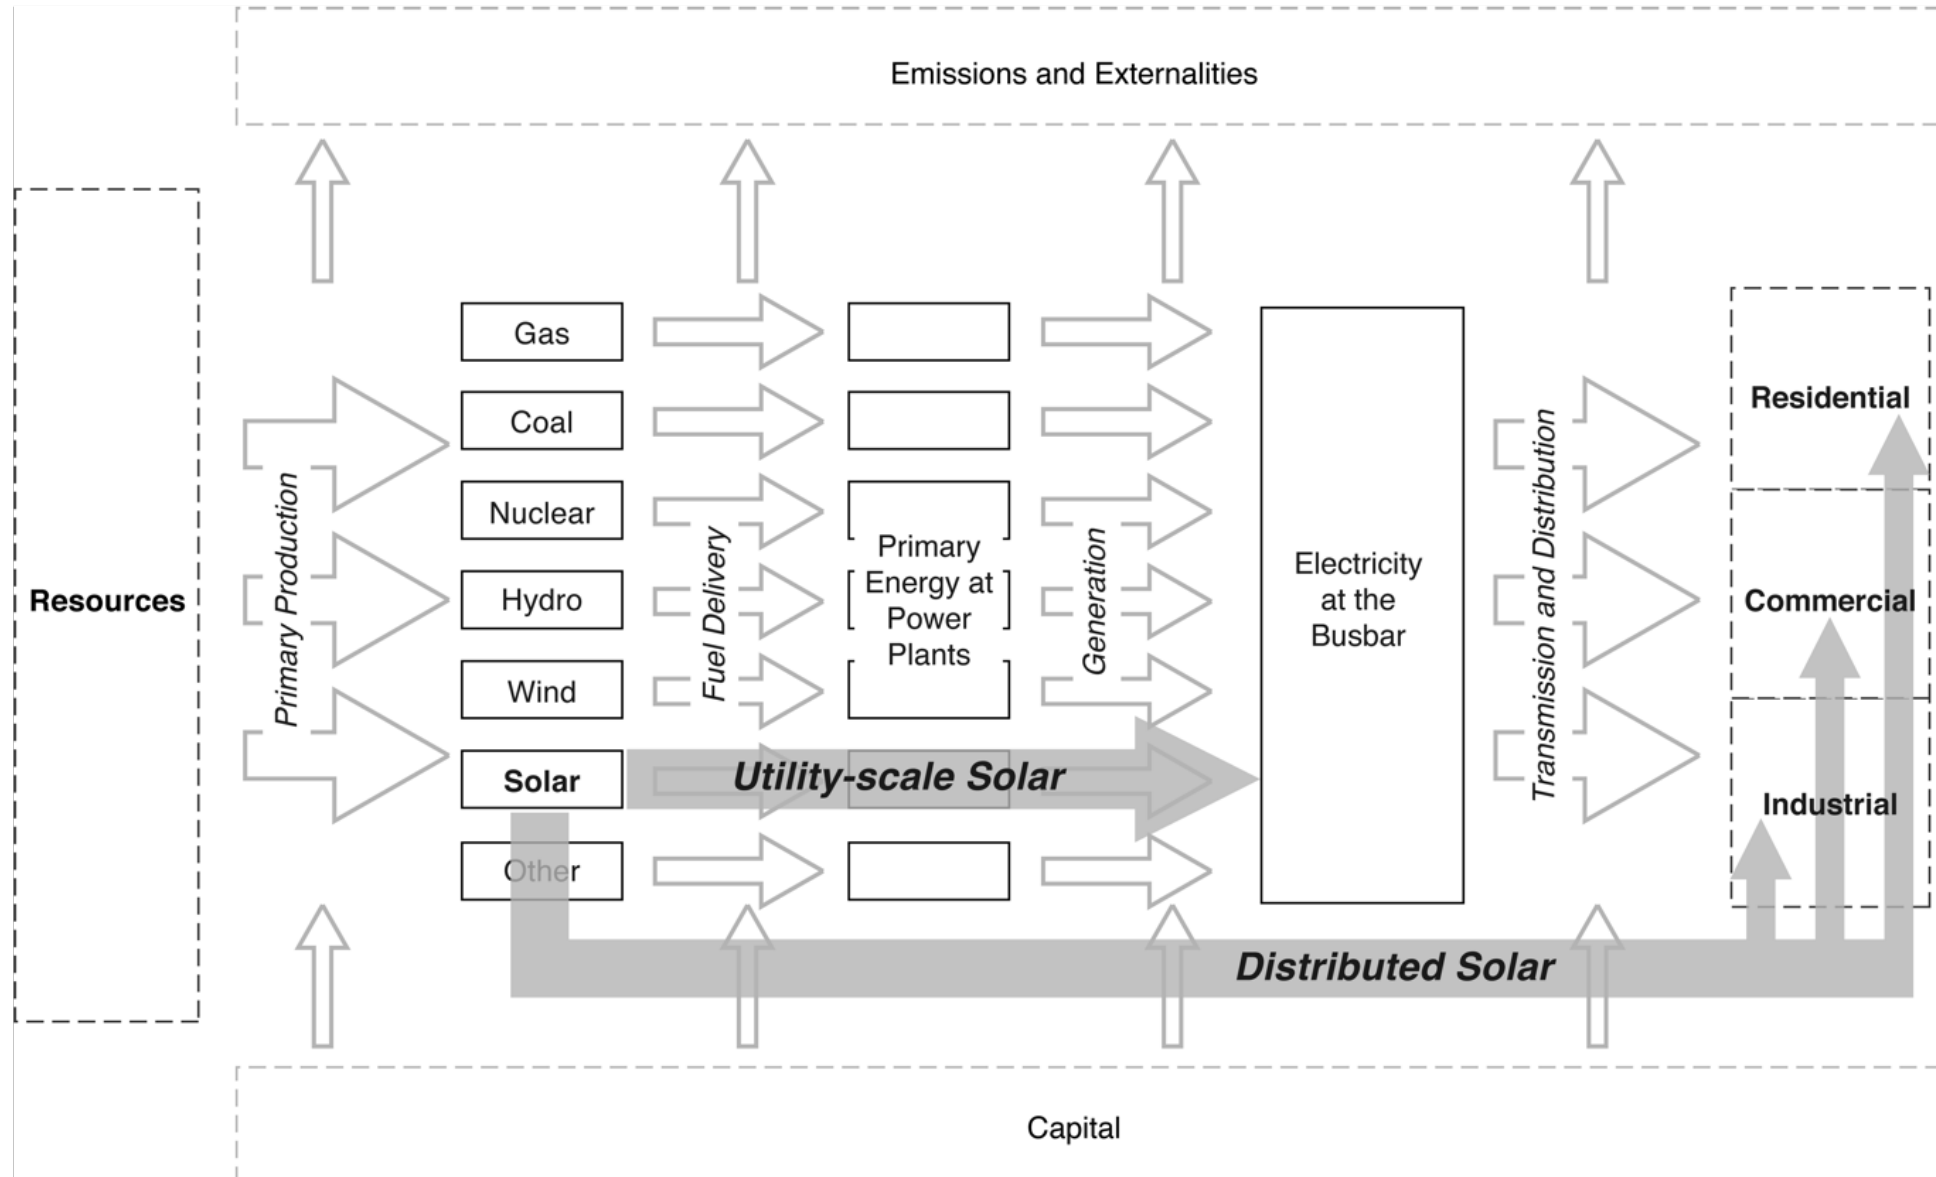 Emissions and Externalities
Resources
Primary Production
Gas
Coal
Nuclear
Hydro
Wind
Solar
Other
Fuel Delivery
Primary
Energy at
Power
Plants
Generation
Utility-scale Solar
Electricity
at the
Busbar
Transmission and Distribution
Residential
Commercial
Industrial
Distributed Solar
Capital